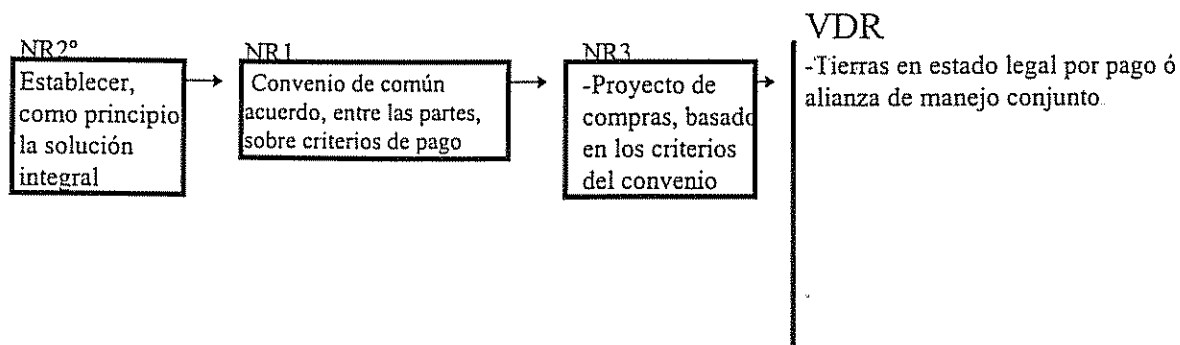 NR2º
Establecer,
como principio
la solución
integral
NR1
Convenio de común
acuerdo, entre las partes,
sobre criterios de pago
NR3
-Proyecto de
compras, basado
en los criterios
del convenio
VDR
-Tierras en estado legal por pago ó
alianza de manejo conjunto